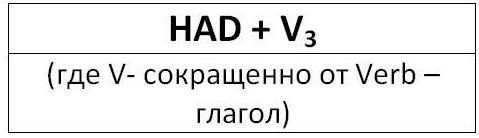 HAD + V₃
(где V- сокращенно от Verb –
глагол)